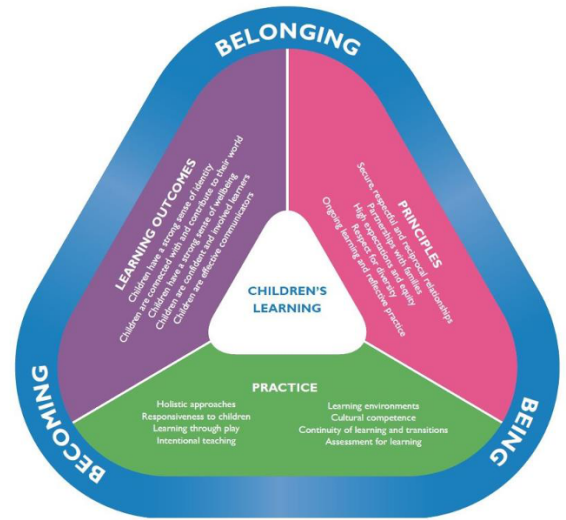 BELONGING
LEARNING OUTCOMES
Children have a strong sense of identity
Children are connected with and contribute to their world
Children have a strong sense of wellbeing
Children are confident and involved learners
Children are effective communicators
PRINCIPLES
Secure, respectful and reciprocal relationships
Partnerships with families
High expectations and equity
Respect for diversity
Ongoing learning and reflective practice
CHILDREN'S
LEARNING
PRACTICE
Holistic approaches
Responsiveness to children
Learning through play
Intentional teaching
Learning environments
Cultural competence
Continuity of learning and transitions
Assessment for learning
BECOMING
BEING